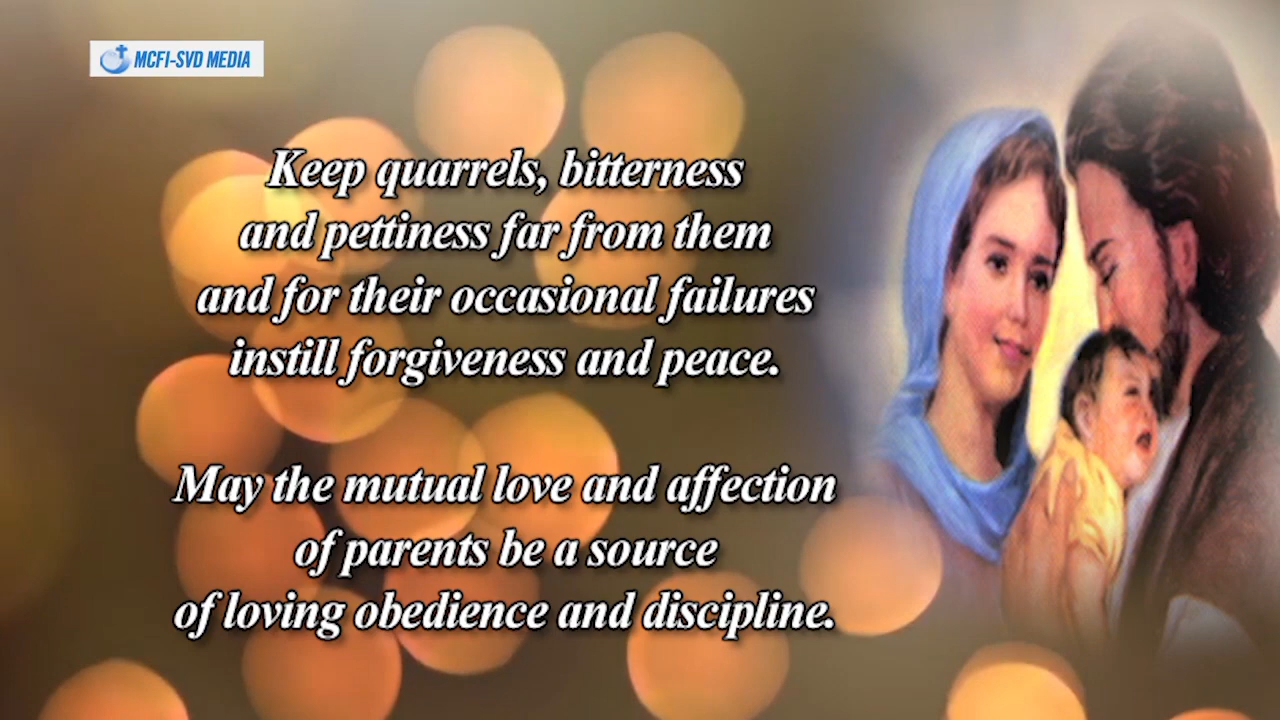 MCFI-SVD MEDIA
Keep quarrels, bitterness
and pettiness far from them
and for their occasional failures
instill forgiveness and peace.
May the mutual love and affection
of parents be a source
of loving obedience and discipline.